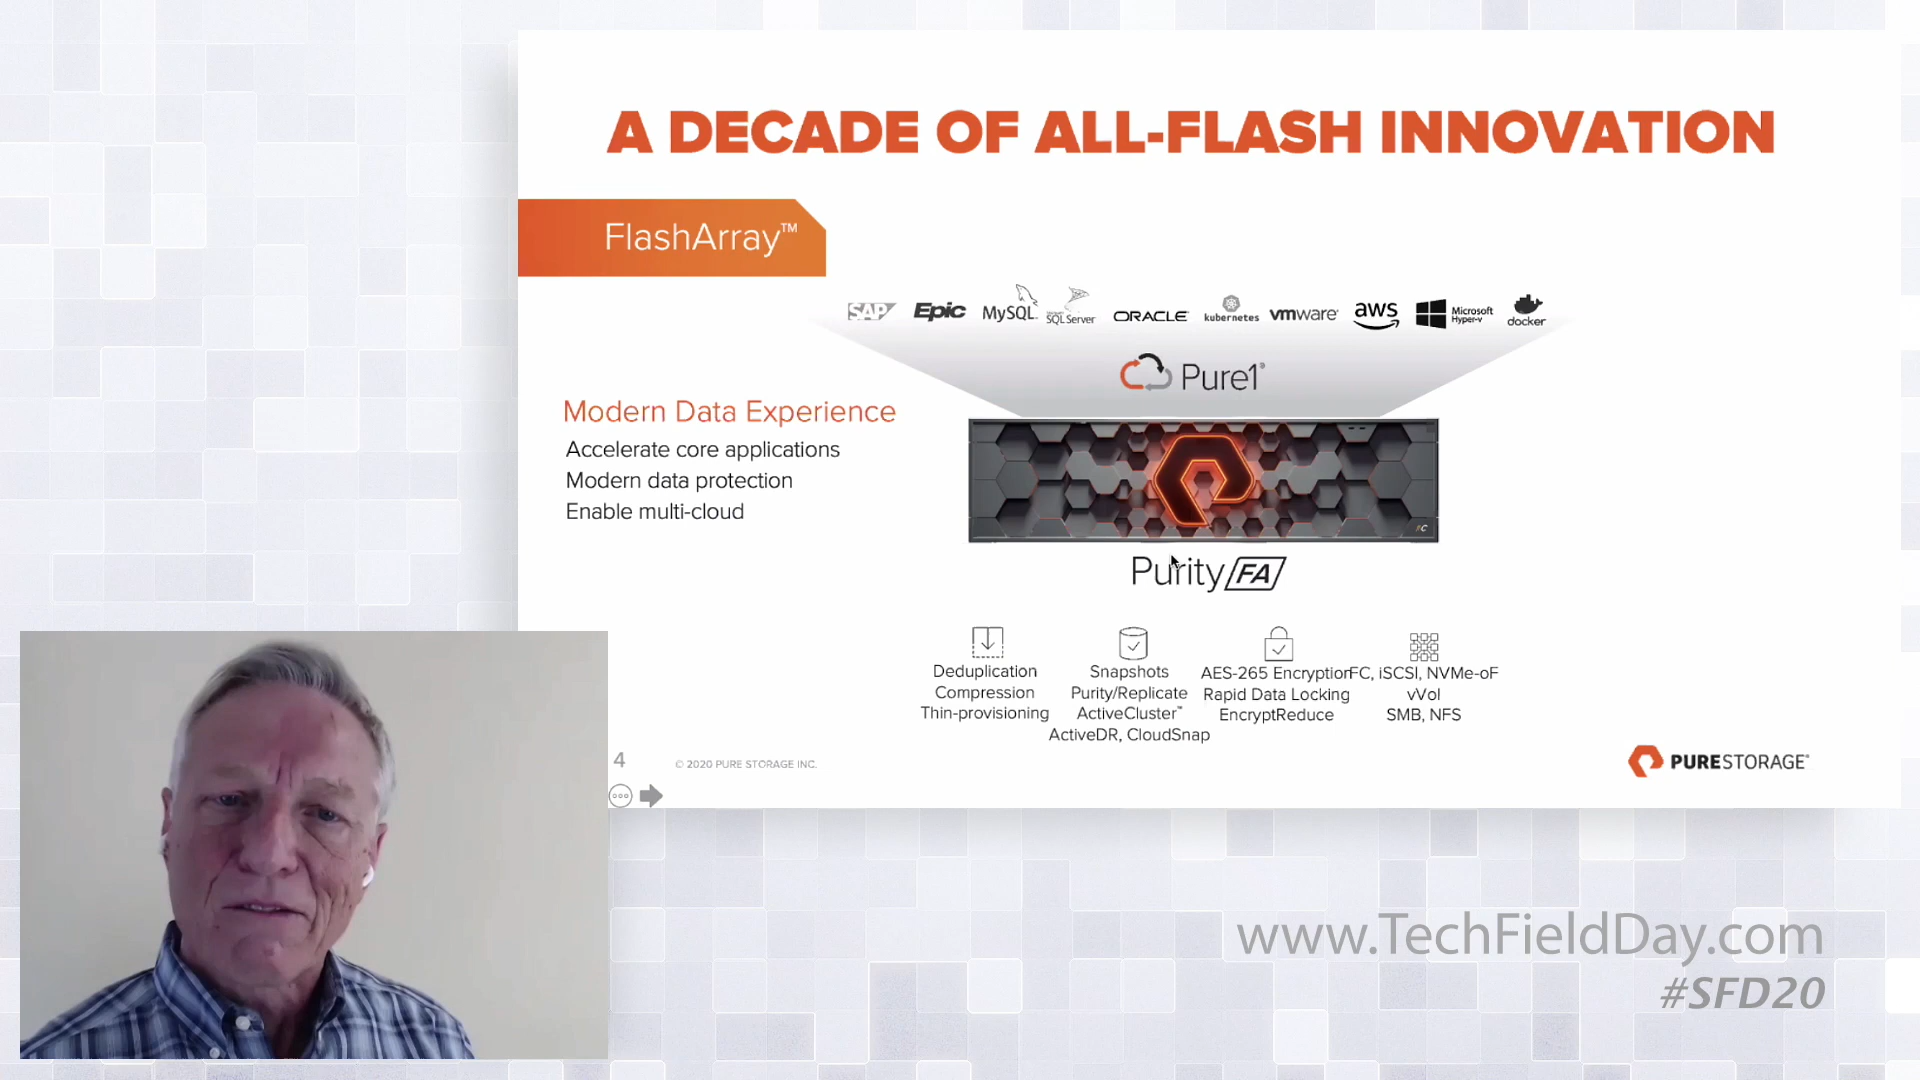 A DECADE OF ALL-FLASH INNOVATION
FlashArray™
SAP Epic MySQL SQL Server ORACLE kubernetes vmware aws Microsoft Hyper-v docker
Pure1®
Modern Data Experience
Accelerate core applications
Modern data protection
Enable multi-cloud
//C
Purity FA
Deduplication
Compression
Thin-provisioning
Snapshots
Purity/Replicate
ActiveCluster™
ActiveDR, CloudSnap
AES-265 Encryption
Rapid Data Locking
EncryptReduce
FC, iSCSI, NVMe-oF
vVol
SMB, NFS
4
© 2020 PURE STORAGE INC.
PURESTORAGE®
www.TechFieldDay.com
#SFD20